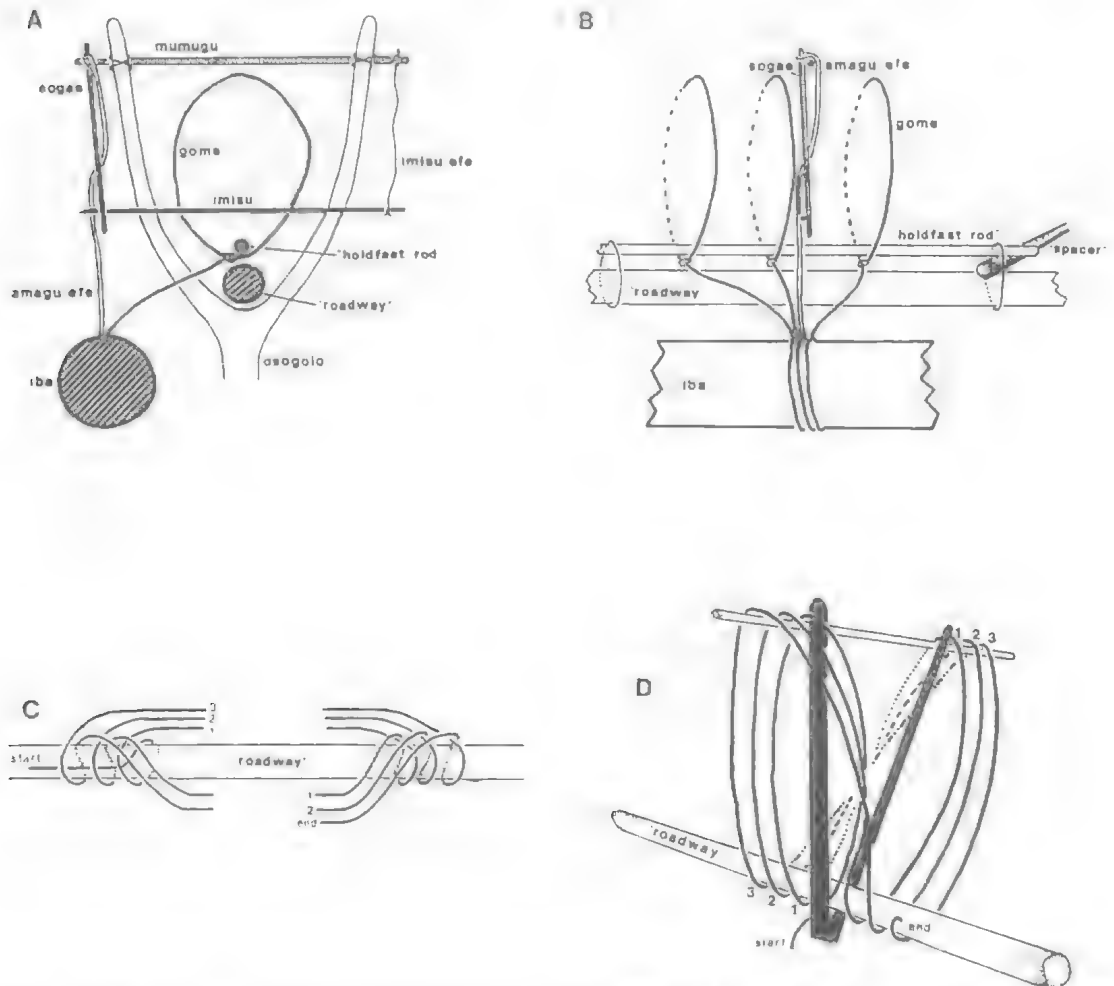 A
mumugu
sogae
gome
imisu efe
imisu
'holdfast rod
amagu efe
'roadway'
osogolo
iba
B
sogae
amagu efe
gome
holdfast rod'
'spacer'
'roadway
iba
C
3
2
start
'roadway'
1
2
end
D
1 2 3
'roadway
3
2
1
end
start